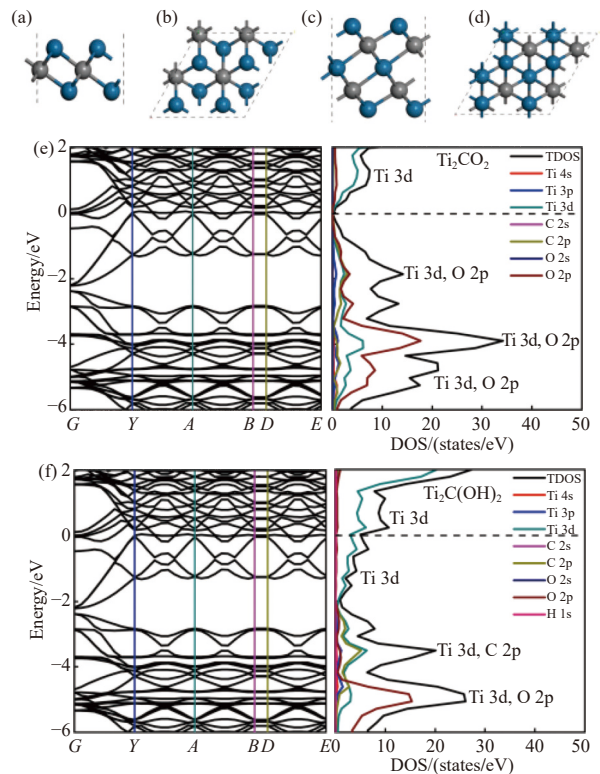 (a)
(b)
(c)
(d)
(e)
2
0
−2
−4
−6
Energy/eV
G
Y
A
B
D
E
Ti 3d
Ti₂CO₂
TDOS
Ti 4s
Ti 3p
Ti 3d
C 2s
C 2p
O 2s
O 2p
Ti 3d, O 2p
Ti 3d, O 2p
Ti 3d, O 2p
0
10
20
30
40
50
DOS/(states/eV)
(f)
2
0
−2
−4
−6
Energy/eV
G
Y
A
B
D
E
Ti₂C(OH)₂
Ti 3d
TDOS
Ti 4s
Ti 3p
Ti 3d
C 2s
C 2p
O 2s
O 2p
H 1s
Ti 3d
Ti 3d, C 2p
Ti 3d, O 2p
0
10
20
30
40
50
DOS/(states/eV)